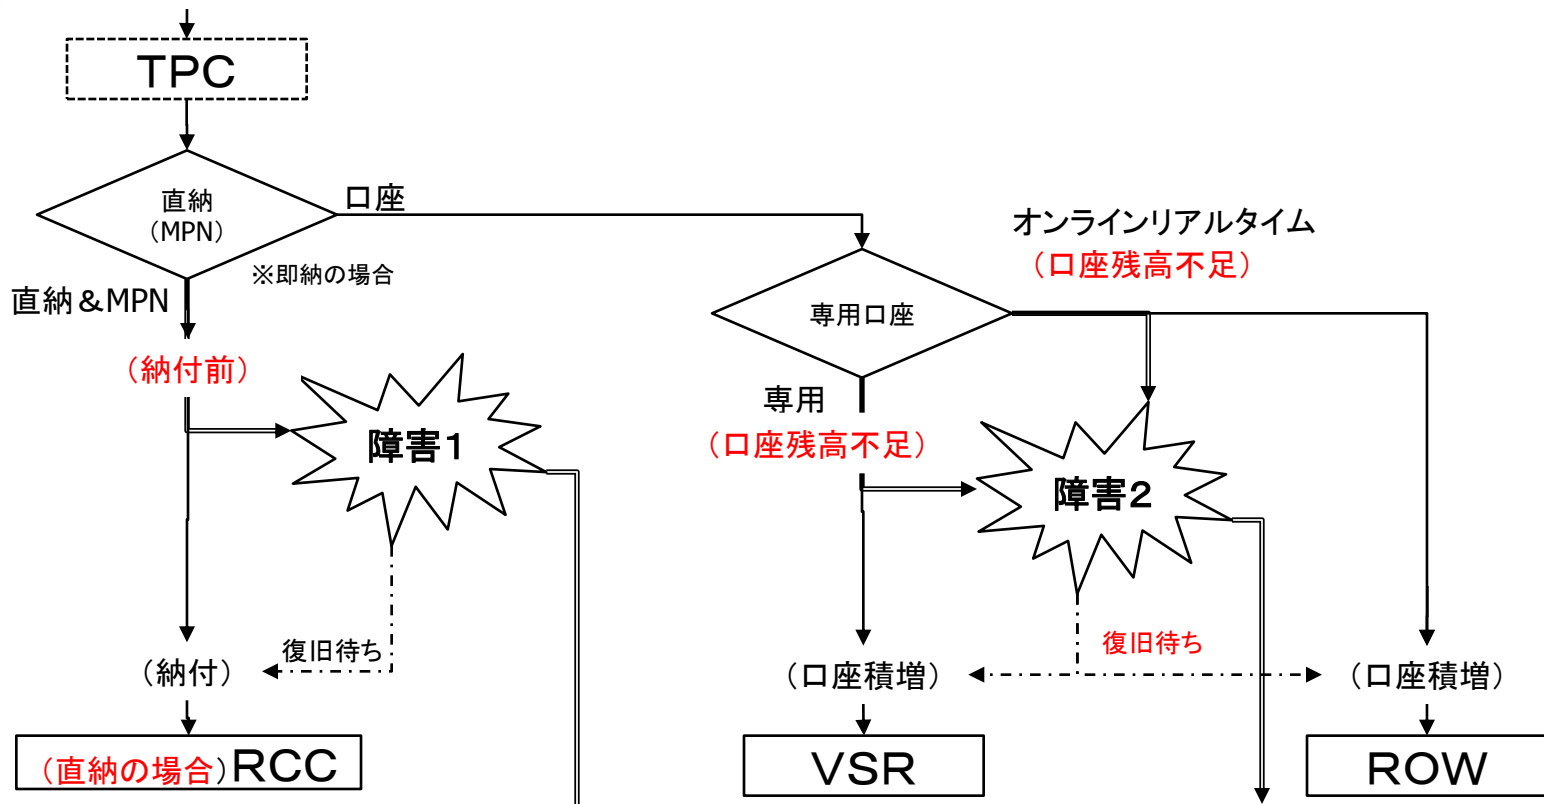 ＴＰＣ
直納
（MPN）
口座
※即納の場合
直納＆MPN
（納付前）
障害１
復旧待ち
（納付）
（直納の場合）ＲＣＣ
オンラインリアルタイム
（口座残高不足）
専用口座
専用
（口座残高不足）
障害２
復旧待ち
（口座積増）
（口座積増）
ＶＳＲ
ＲＯＷ